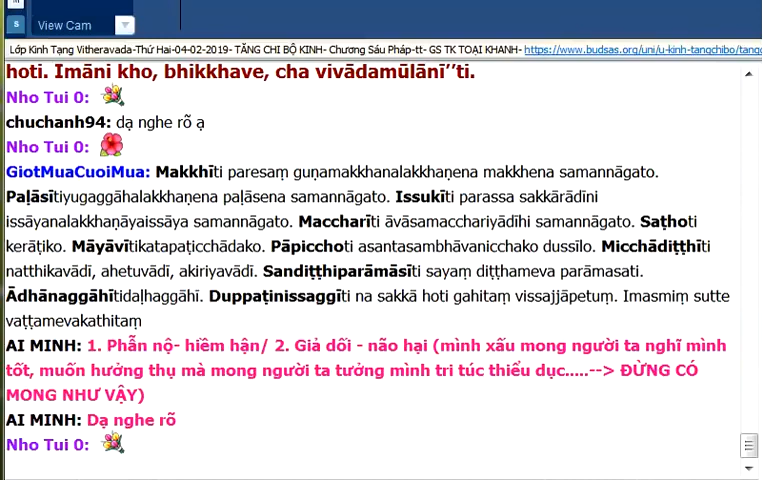 View Cam
Lớp Kinh Tạng Vitheravada-Thứ Hai-04-02-2019- TĂNG CHI BỘ KINH- Chương Sáu Pháp-tt- GS TK TOẠI KHANH- https://www.budsas.org/uni/u-kinh-tangchibo/tang
hoti. Imāni kho, bhikkhave, cha vivādamūlānī’’ti.
Nho Tui 0:
chuchanh94: dạ nghe rõ ạ
Nho Tui 0:
GiotMuaCuoiMua: Makkhīti paresaṃ guṇamakkhanalakkhaṇena makkhena samannāgato.
Paḷāsītiyugaggāhalakkhaṇena paḷāsena samannāgato. Issukīti parassa sakkārādīni
issāyanalakkhaṇāyaissāya samannāgato. Maccharīti āvāsamacchariyādīhi samannāgato. Saṭhoti
kerāṭiko. Māyāvītikatapaṭicchādako. Pāpicchoti asantasambhāvanicchako dussīlo. Micchādiṭṭhīti
natthikavādī, ahetuvādī, akiriyavādī. Sandiṭṭhiparāmāsīti sayaṃ diṭṭhameva parāmasati.
Ādhānaggāhītidaḷhaggāhī. Duppaṭinissaggīti na sakkā hoti gahitaṃ vissajjāpetuṃ. Imasmiṃ sutte
vaṭṭamevakathitaṃ
AI MINH: 1. Phẫn nộ- hiềm hận/ 2. Giả dối - não hại (mình xấu mong người ta nghĩ mình
tốt, muốn hưởng thụ mà mong người ta tưởng mình tri túc thiểu dục.....--> ĐỪNG CÓ
MONG NHƯ VẬY)
AI MINH: Dạ nghe rõ
Nho Tui 0: